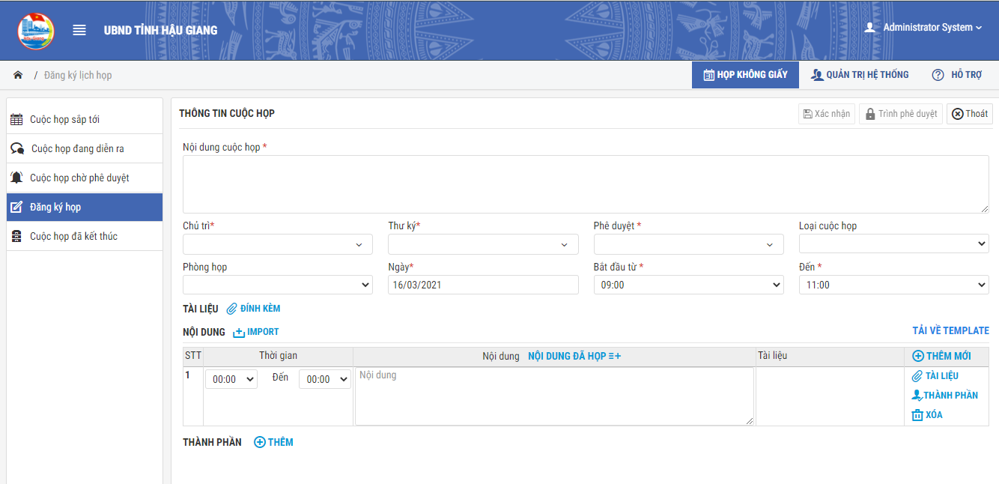 UBND TỈNH HẬU GIANG
Administrator System
/ Đăng ký lịch họp
HỌP KHÔNG GIẤY
QUẢN TRỊ HỆ THỐNG
HỖ TRỢ
Cuộc họp sắp tới
Cuộc họp đang diễn ra
Cuộc họp chờ phê duyệt
Đăng ký họp
Cuộc họp đã kết thúc
THÔNG TIN CUỘC HỌP
Xác nhận
Trình phê duyệt
Thoát
Nội dung cuộc họp *
Chủ trì*
Thư ký*
Phê duyệt *
Loại cuộc họp
Phòng họp
Ngày*
Bắt đầu từ *
Đến *
16/03/2021
09:00
11:00
TÀI LIỆU ĐÍNH KÈM
NỘI DUNG IMPORT
TẢI VỀ TEMPLATE
STT
Thời gian
Nội dung NỘI DUNG ĐÃ HỌP
Tài liệu
THÊM MỚI
1
00:00
Đến
00:00
Nội dung
TÀI LIỆU
THÀNH PHẦN
XÓA
THÀNH PHẦN THÊM